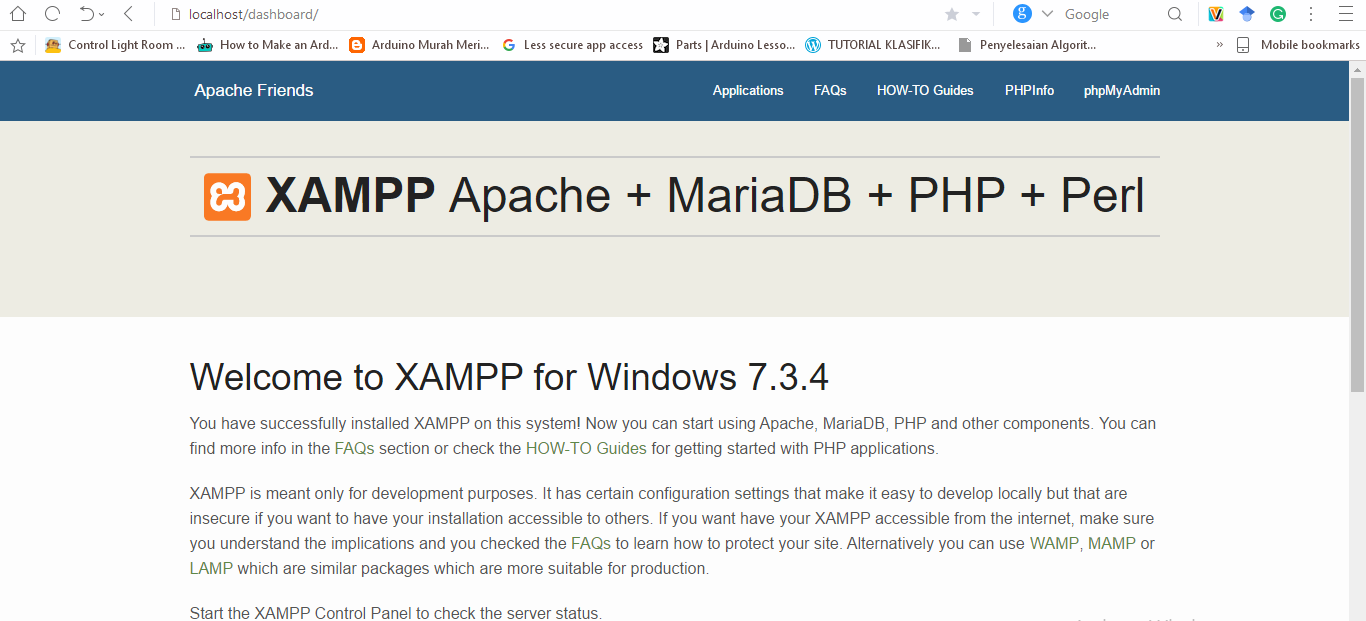 localhost/dashboard/
Google
Control Light Room ...
How to Make an Ard...
Arduino Murah Meri...
Less secure app access
Parts | Arduino Lesso...
TUTORIAL KLASIFIK...
Penyelesaian Algorit...
»
Mobile bookmarks
Apache Friends
Applications
FAQs
HOW-TO Guides
PHPInfo
phpMyAdmin
XAMPP Apache + MariaDB + PHP + Perl
Welcome to XAMPP for Windows 7.3.4
You have successfully installed XAMPP on this system! Now you can start using Apache, MariaDB, PHP and other components. You can
find more info in the FAQs section or check the HOW-TO Guides for getting started with PHP applications.
XAMPP is meant only for development purposes. It has certain configuration settings that make it easy to develop locally but that are
insecure if you want to have your installation accessible to others. If you want have your XAMPP accessible from the internet, make sure
you understand the implications and you checked the FAQs to learn how to protect your site. Alternatively you can use WAMP, MAMP or
LAMP which are similar packages which are more suitable for production.
Start the XAMPP Control Panel to check the server status.